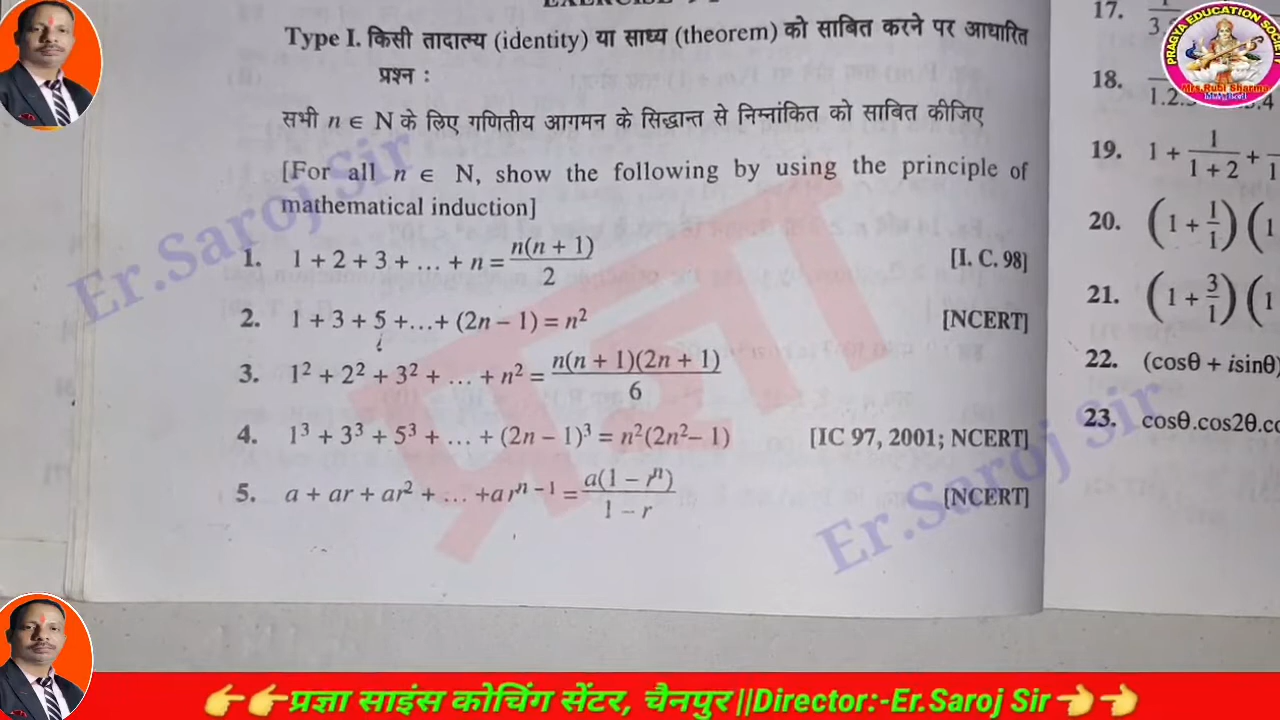 Type I. किसी तादात्म्य (identity) या साध्य (theorem) को साबित करने पर आधारित
प्रश्न :
सभी n ∈ N के लिए गणितीय आगमन के सिद्धान्त से निम्नांकित को साबित कीजिए
[For all n ∈ N, show the following by using the principle of
mathematical induction]
1. 1 + 2 + 3 + ... + n = n(n + 1)/2 [I. C. 98]
2. 1 + 3 + 5 +...+ (2n – 1) = n² [NCERT]
3. 1² + 2² + 3² + ... + n² = n(n + 1)(2n + 1)/6
4. 1³ + 3³ + 5³ + ... + (2n – 1)³ = n²(2n² – 1) [IC 97, 2001; NCERT]
5. a + ar + ar² + ... +arⁿ⁻¹ = a(1 – rⁿ)/1 – r [NCERT]
17.
18.
19. 1 + 1/1 + 2 +
20. (1 + 1/1) (1
21. (1 + 3/1) (1
22. (cosθ + isinθ)
23. cosθ.cos2θ.co
Er.Saroj Sir
प्रज्ञा
Er.Saroj Sir
PRAGYA EDUCATION SOCIETY
Mrs.Rubi Sharma
👉👉प्रज्ञा साइंस कोचिंग सेंटर, चैनपुर||Director:-Er.Saroj Sir👈👈